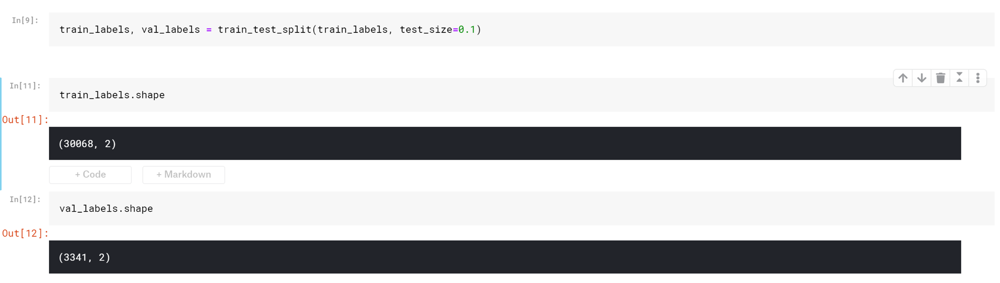 In[9]:
train_labels, val_labels = train_test_split(train_labels, test_size=0.1)
In[11]:
train_labels.shape
Out[11]:
(30068, 2)
+ Code + Markdown
In[12]:
val_labels.shape
Out[12]:
(3341, 2)